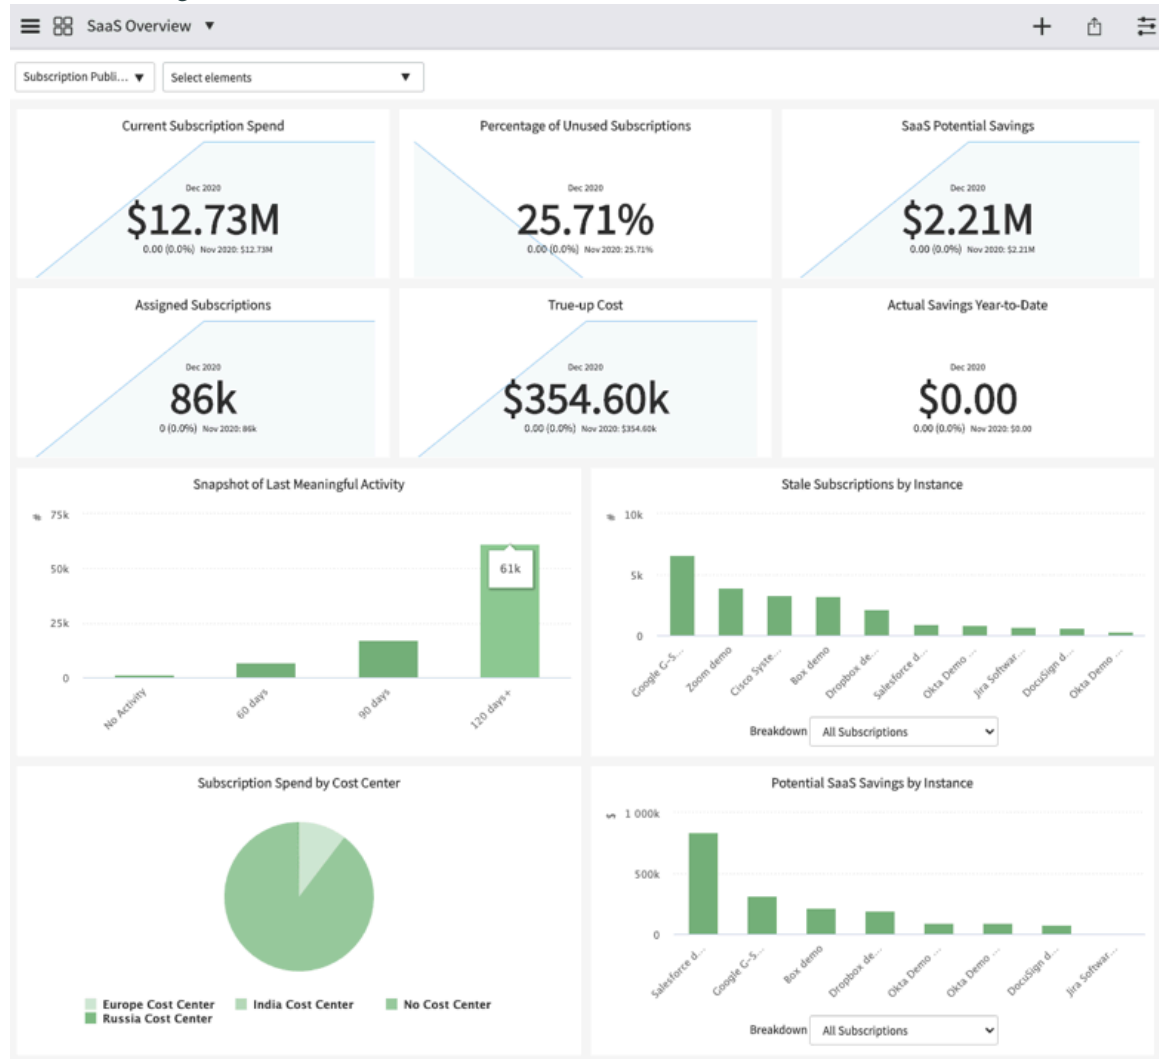 SaaS Overview ▼
Subscription Publi... ▼ Select elements ▼
Current Subscription Spend
Dec 2020
$12.73M
0.00 (0.0%) Nov 2020: $12.73M
Percentage of Unused Subscriptions
Dec 2020
25.71%
0.00 (0.0%) Nov 2020: 25.71%
SaaS Potential Savings
Dec 2020
$2.21M
0.00 (0.0%) Nov 2020: $2.21M
Assigned Subscriptions
Dec 2020
86k
0 (0.0%) Nov 2020: 86k
True-up Cost
Dec 2020
$354.60k
0.00 (0.0%) Nov 2020: $354.60k
Actual Savings Year-to-Date
Dec 2020
$0.00
0.00 (0.0%) Nov 2020: $0.00
Snapshot of Last Meaningful Activity
#
75k
50k
25k
0
61k
No Activity
60 days
90 days
120 days+
Stale Subscriptions by Instance
#
10k
5k
0
Google G-S...
Zoom demo
Cisco Syste...
Box demo
Dropbox de...
Salesforce d...
Okta Demo ...
Jira Softwar...
DocuSign d...
Okta Demo ...
Breakdown All Subscriptions
Subscription Spend by Cost Center
Europe Cost Center India Cost Center No Cost Center
Russia Cost Center
Potential SaaS Savings by Instance
$
1 000k
500k
0
Salesforce d...
Google G-S...
Box demo
Dropbox de...
Okta Demo ...
Okta Demo ...
DocuSign d...
Jira Softwar...
Breakdown All Subscriptions